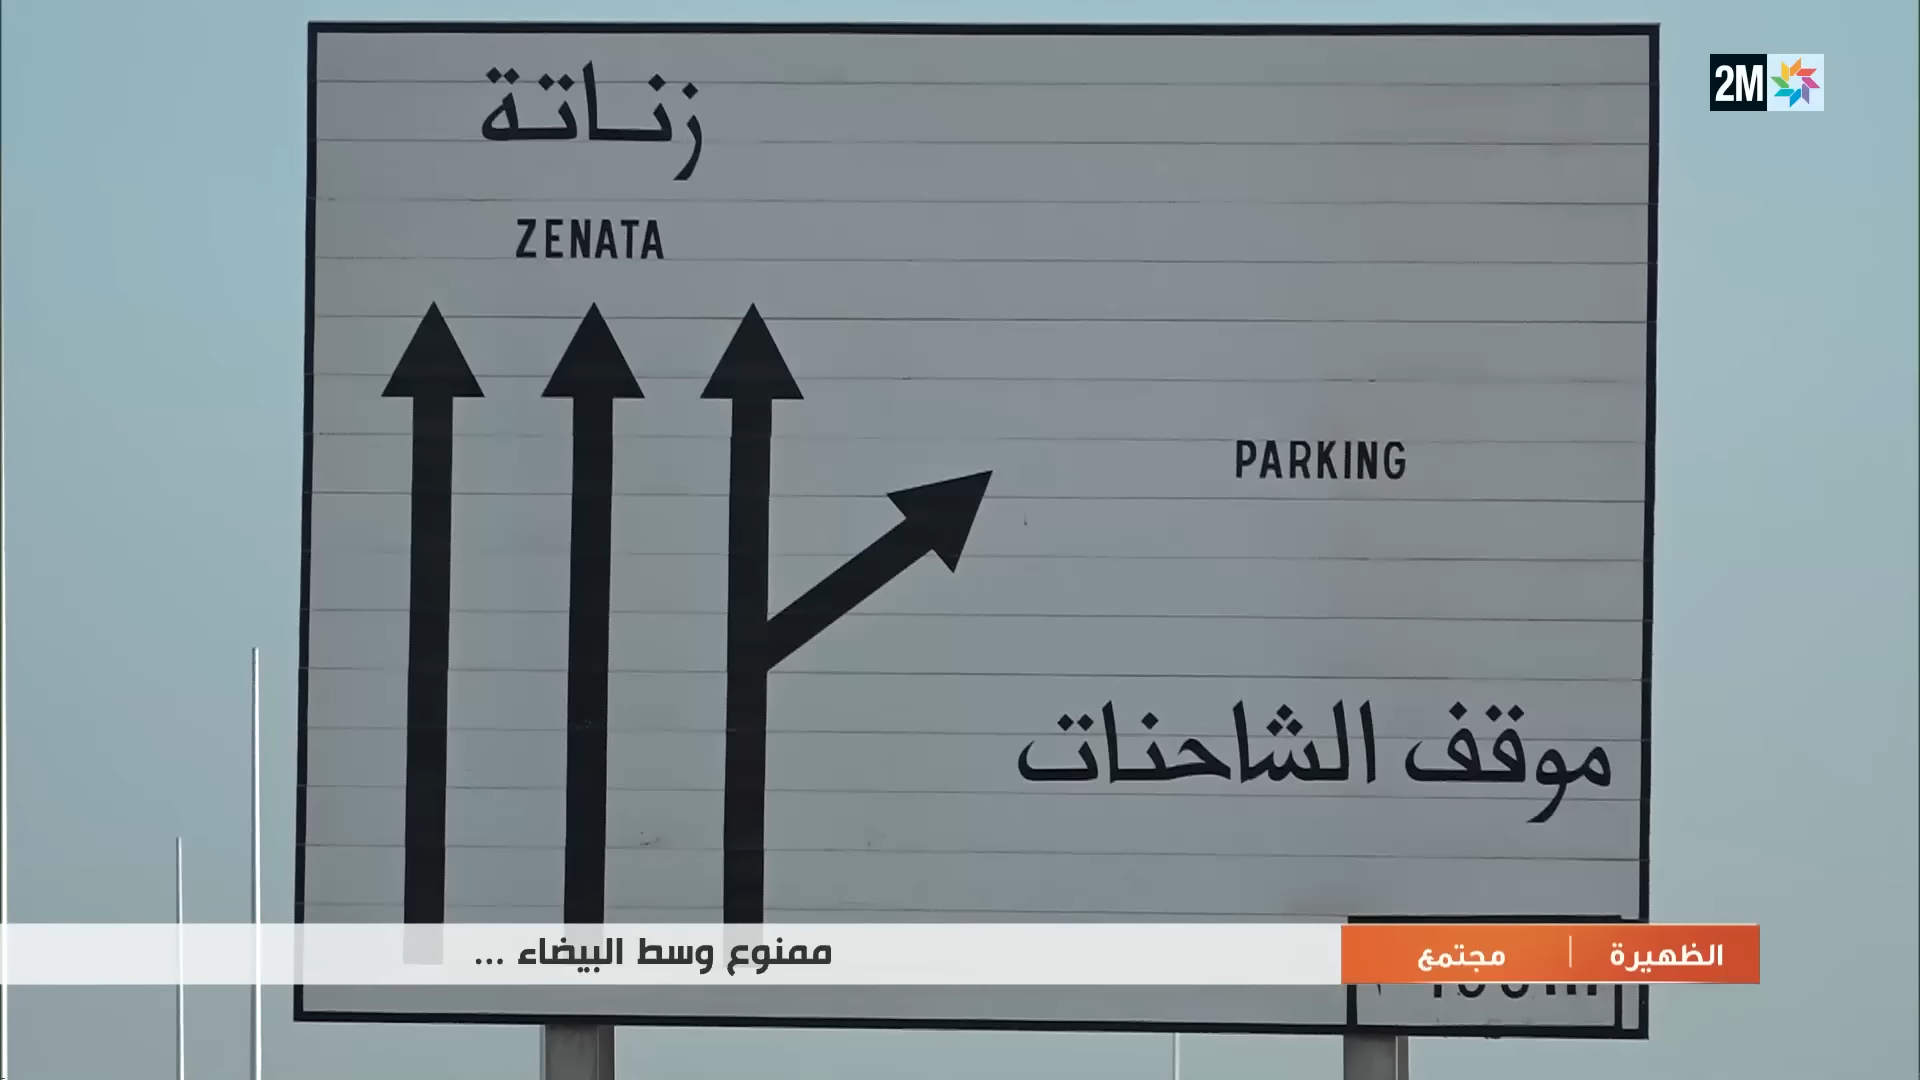 زناتة
ZENATA
PARKING
موقف الشاحنات
2M
الظهيرة | مجتمع
ممنوع وسط البيضاء ...